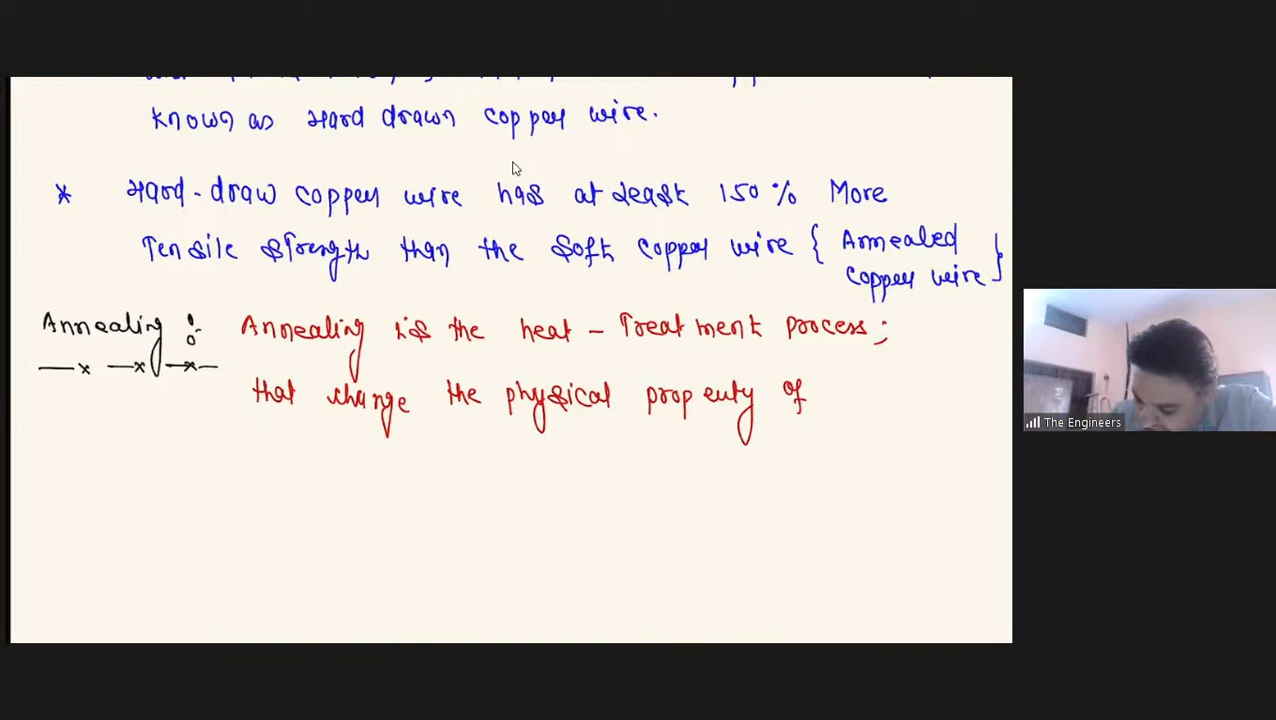 known as Hard drawn copper wire.
* Hard-draw copper wire has at least 150% More
Tensile strength than the soft copper wire { Annealed
copper wire }
Annealing : Annealing is the heat - Treatment process;
that change the physical property of
The Engineers